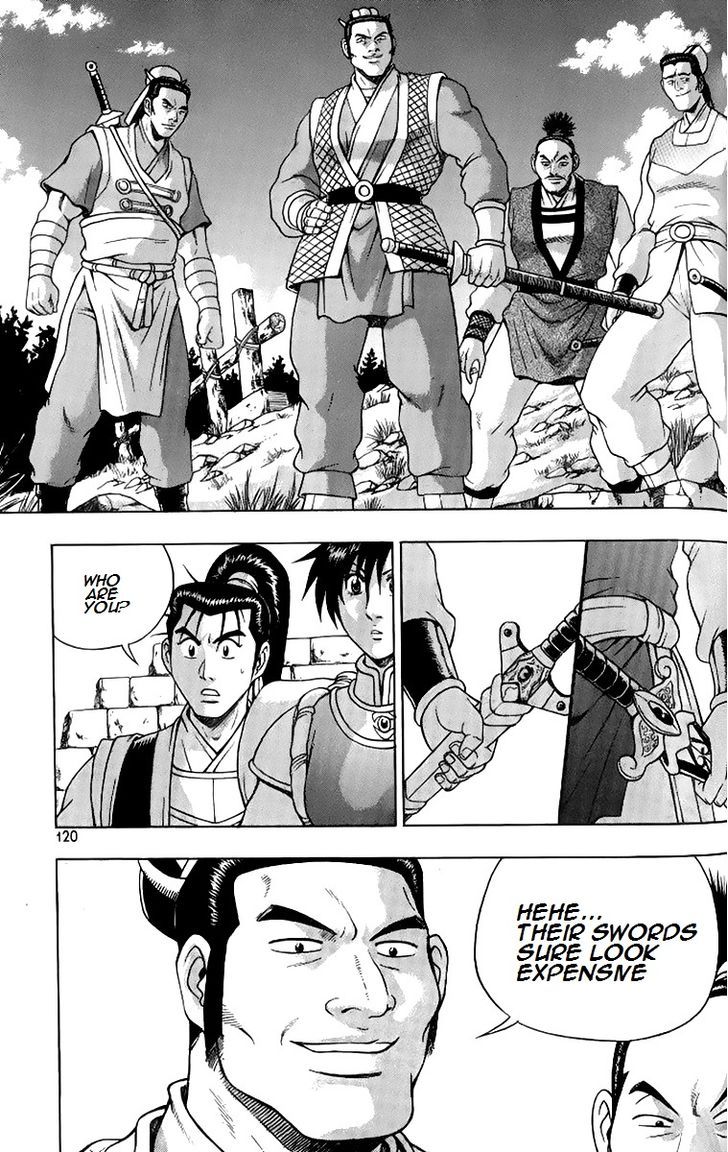 WHO
ARE
YOU?
120
HEHE...
THEIR SWORDS
SURE LOOK
EXPENSIVE